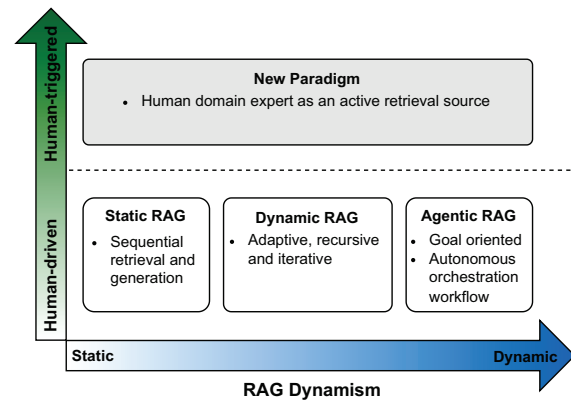 Human-triggered
Human-driven
New Paradigm
• Human domain expert as an active retrieval source
Static RAG
• Sequential
retrieval and
generation
Dynamic RAG
• Adaptive, recursive
and iterative
Agentic RAG
• Goal oriented
• Autonomous
orchestration
workflow
Static
Dynamic
RAG Dynamism